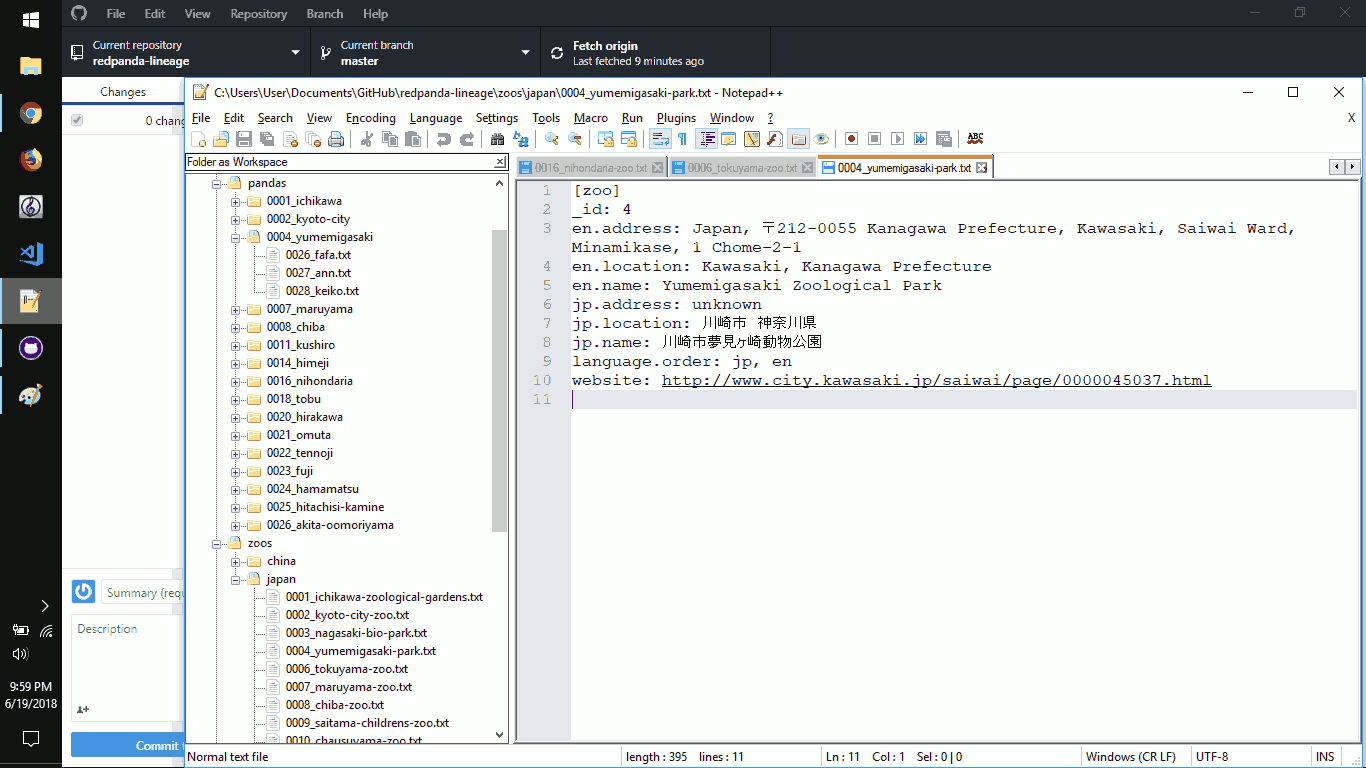 File Edit View Repository Branch Help
Current repository
redpanda-lineage
Current branch
master
Fetch origin
Last fetched 9 minutes ago
Changes
0 chang
Summary (requ
Description
Commit
9:59 PM
6/19/2018
C:\Users\User\Documents\GitHub\redpanda-lineage\zoos\japan\0004_yumemigasaki-park.txt - Notepad++
File Edit Search View Encoding Language Settings Tools Macro Run Plugins Window ? X
ABC
Folder as Workspace
pandas
0001_ichikawa
0002_kyoto-city
0004_yumemigasaki
0026_fafa.txt
0027_ann.txt
0028_keiko.txt
0007_maruyama
0008_chiba
0011_kushiro
0014_himeji
0016_nihondaria
0018_tobu
0020_hirakawa
0021_omuta
0022_tennoji
0023_fuji
0024_hamamatsu
0025_hitachisi-kamine
0026_akita-oomoriyama
zoos
china
japan
0001_ichikawa-zoological-gardens.txt
0002_kyoto-city-zoo.txt
0003_nagasaki-bio-park.txt
0004_yumemigasaki-park.txt
0006_tokuyama-zoo.txt
0007_maruyama-zoo.txt
0008_chiba-zoo.txt
0009_saitama-childrens-zoo.txt
0010_chausuyama-zoo.txt
0016_nihondaria-zoo.txt 0006_tokuyama-zoo.txt 0004_yumemigasaki-park.txt
1 [zoo]
2 _id: 4
3 en.address: Japan, 〒212-0055 Kanagawa Prefecture, Kawasaki, Saiwai Ward,
Minamikase, 1 Chome-2-1
4 en.location: Kawasaki, Kanagawa Prefecture
5 en.name: Yumemigasaki Zoological Park
6 jp.address: unknown
7 jp.location: 川崎市 神奈川県
8 jp.name: 川崎市夢見ヶ崎動物公園
9 language.order: jp, en
10 website: http://www.city.kawasaki.jp/saiwai/page/0000045037.html
11
Normal text file length : 395 lines : 11 Ln : 11 Col : 1 Sel : 0 | 0 Windows (CR LF) UTF-8 INS